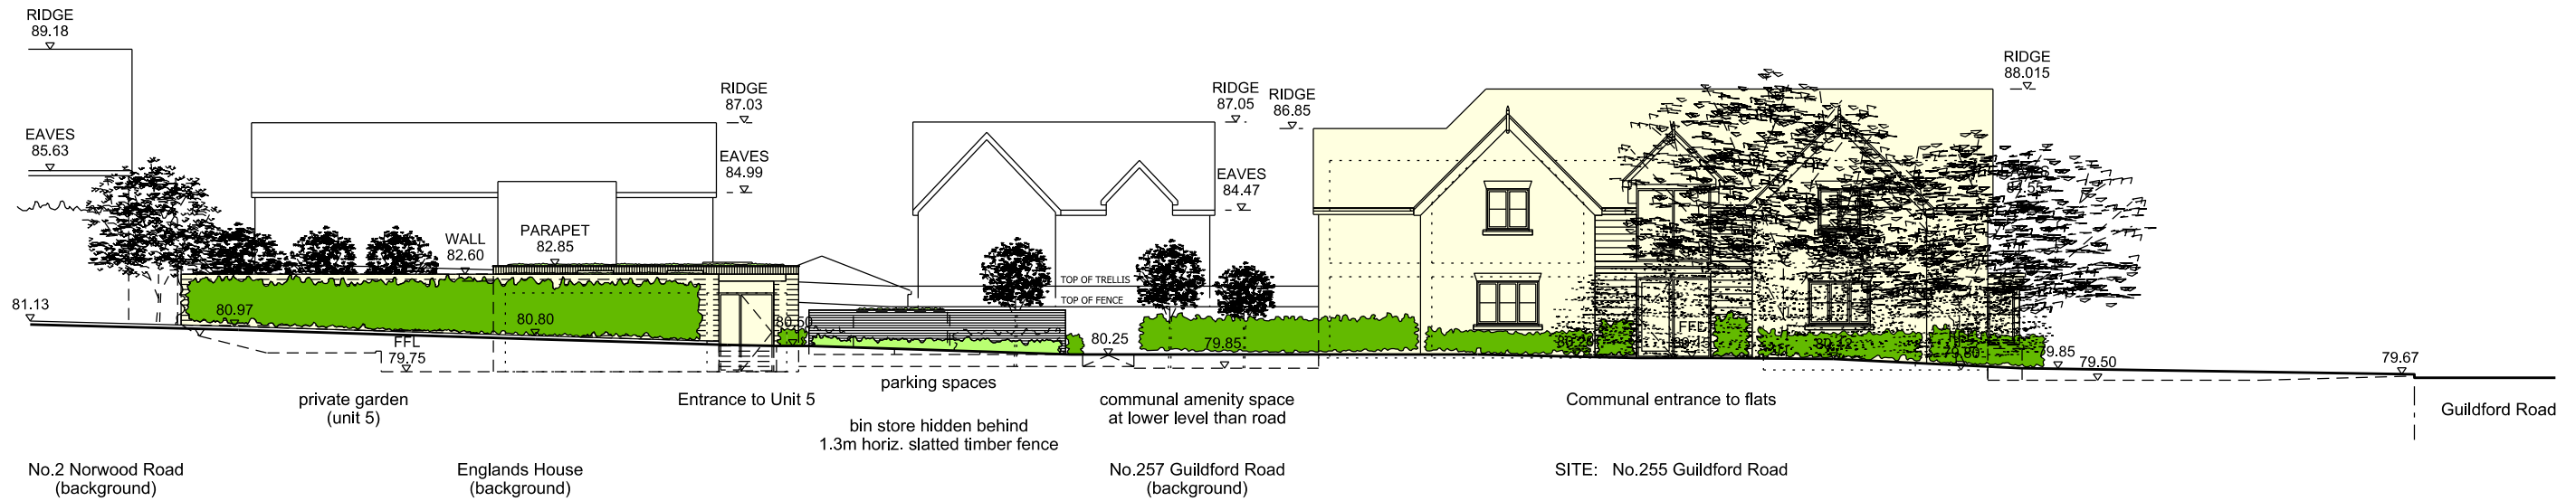 RIDGE
89.18
EAVES
85.63
RIDGE
87.03
EAVES
84.99
WALL
82.60
PARAPET
82.85
RIDGE
87.05
EAVES
84.47
RIDGE
86.85
RIDGE
88.015
TOP OF TRELLIS
TOP OF FENCE
81.13
80.97
80.80
80.50
FFL
79.75
80.25
79.85
FFL
79.85
79.50
79.67
private garden
(unit 5)
Entrance to Unit 5
parking spaces
bin store hidden behind
1.3m horiz. slatted timber fence
communal amenity space
at lower level than road
Communal entrance to flats
Guildford Road
No.2 Norwood Road
(background)
Englands House
(background)
No.257 Guildford Road
(background)
SITE: No.255 Guildford Road